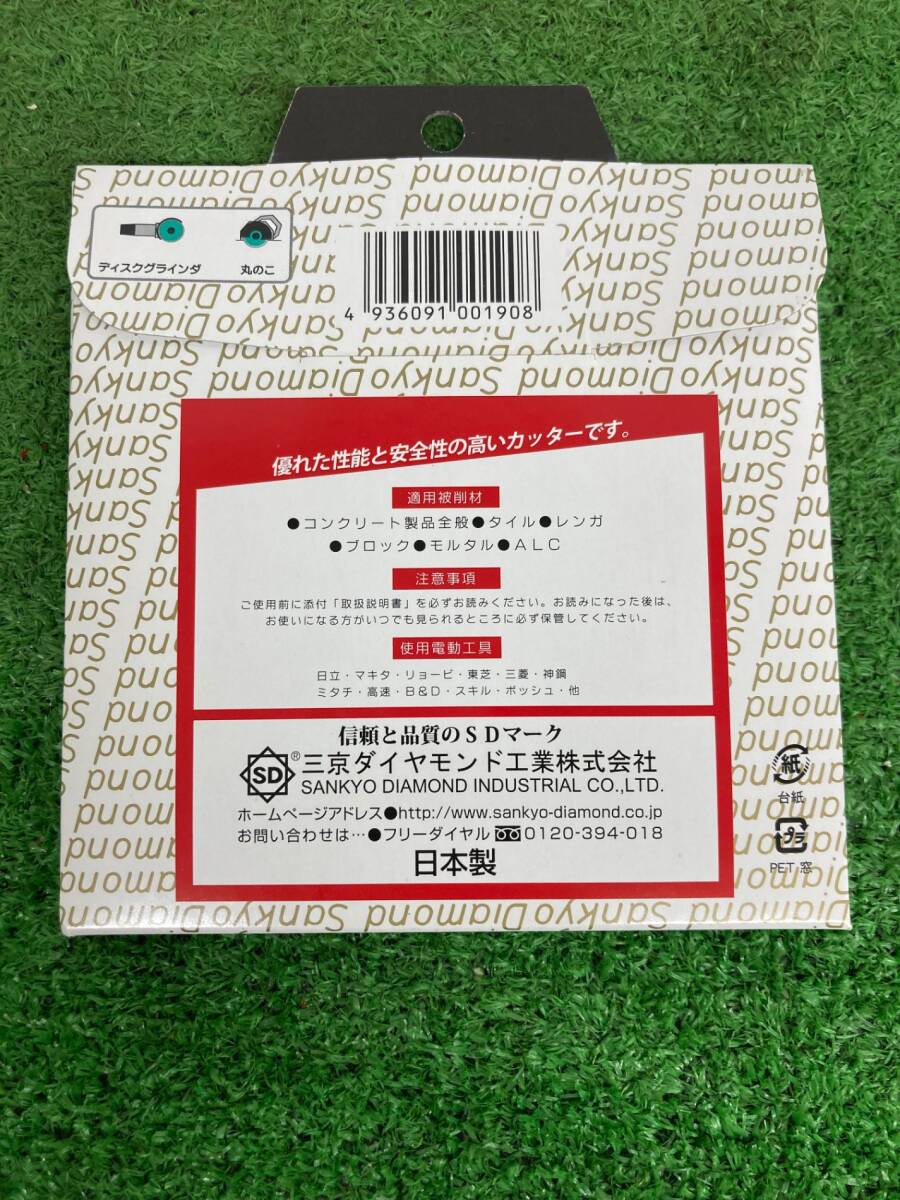 Sankyo Diamond Sankyo Diamond
ディスクグラインダ
丸のこ
4 936091 001908
優れた性能と安全性の高いカッターです。
適用被削材
●コンクリート製品全般●タイル●レンガ
●ブロック●モルタル●ALC
注意事項
ご使用前に添付「取扱説明書」を必ずお読みください。お読みになった後は、
お使いになる方がいつでも見られるところに必ず保管してください。
使用電動工具
日立・マキタ・リョービ・東芝・三菱・神鋼
ミタチ・高速・B&D・スキル・ボッシュ・他
信頼と品質のSDマーク
SD ® 三京ダイヤモンド工業株式会社
SANKYO DIAMOND INDUSTRIAL CO.,LTD.
ホームページアドレス●http://www.sankyo-diamond.co.jp
お問い合わせは…●フリーダイヤル 0120-394-018
日本製
紙
台紙
プラ
PET 窓
Sankyo Diamond Sankyo Diamond